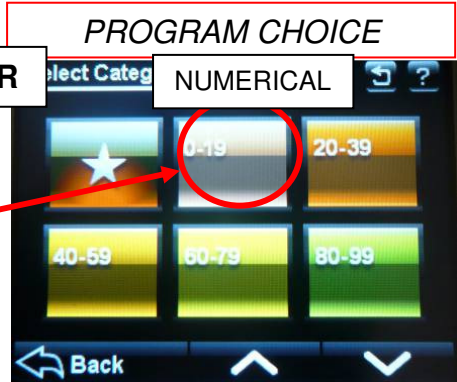 PROGRAM CHOICE
R
elect Categ
NUMERICAL
?
0-19
20-39
40-59
60-79
80-99
Back